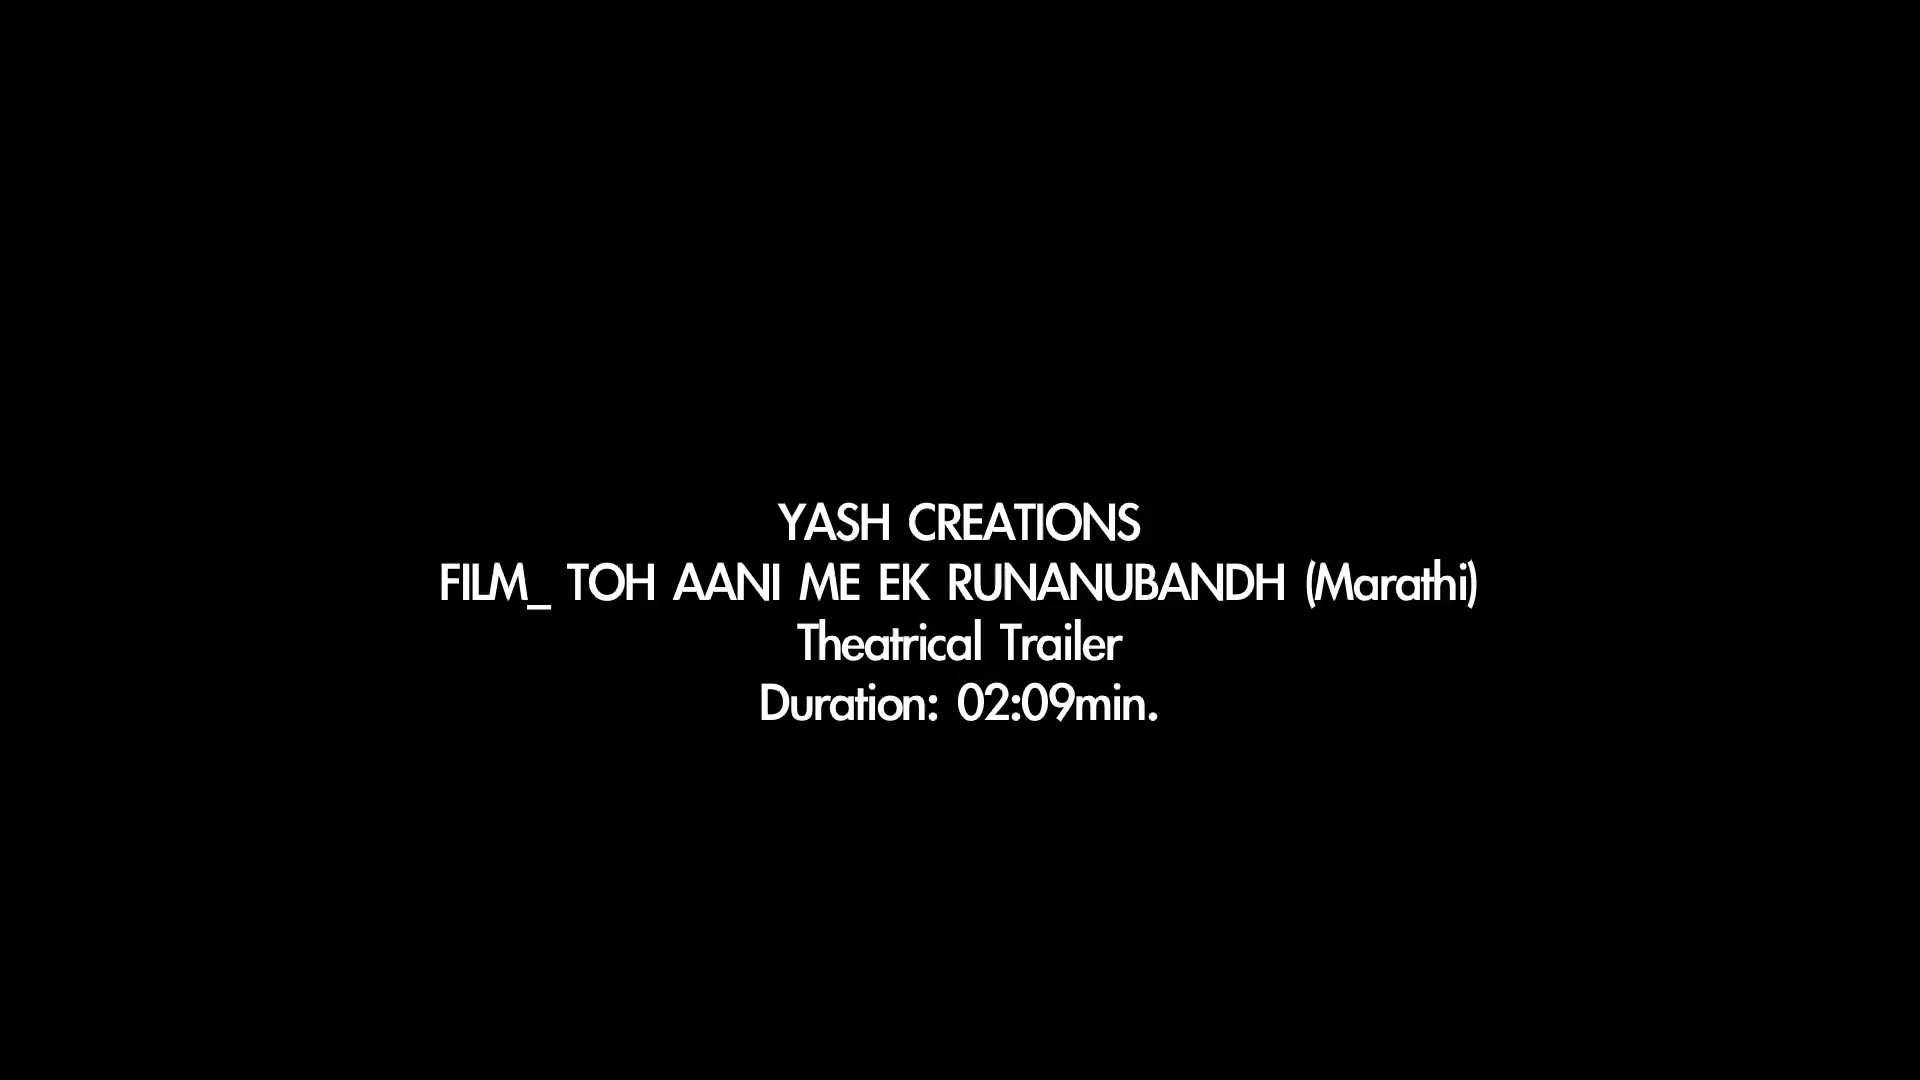 YASH CREATIONS
FILM_ TOH AANI ME EK RUNANUBANDH (Marathi)
Theatrical Trailer
Duration: 02:09min.